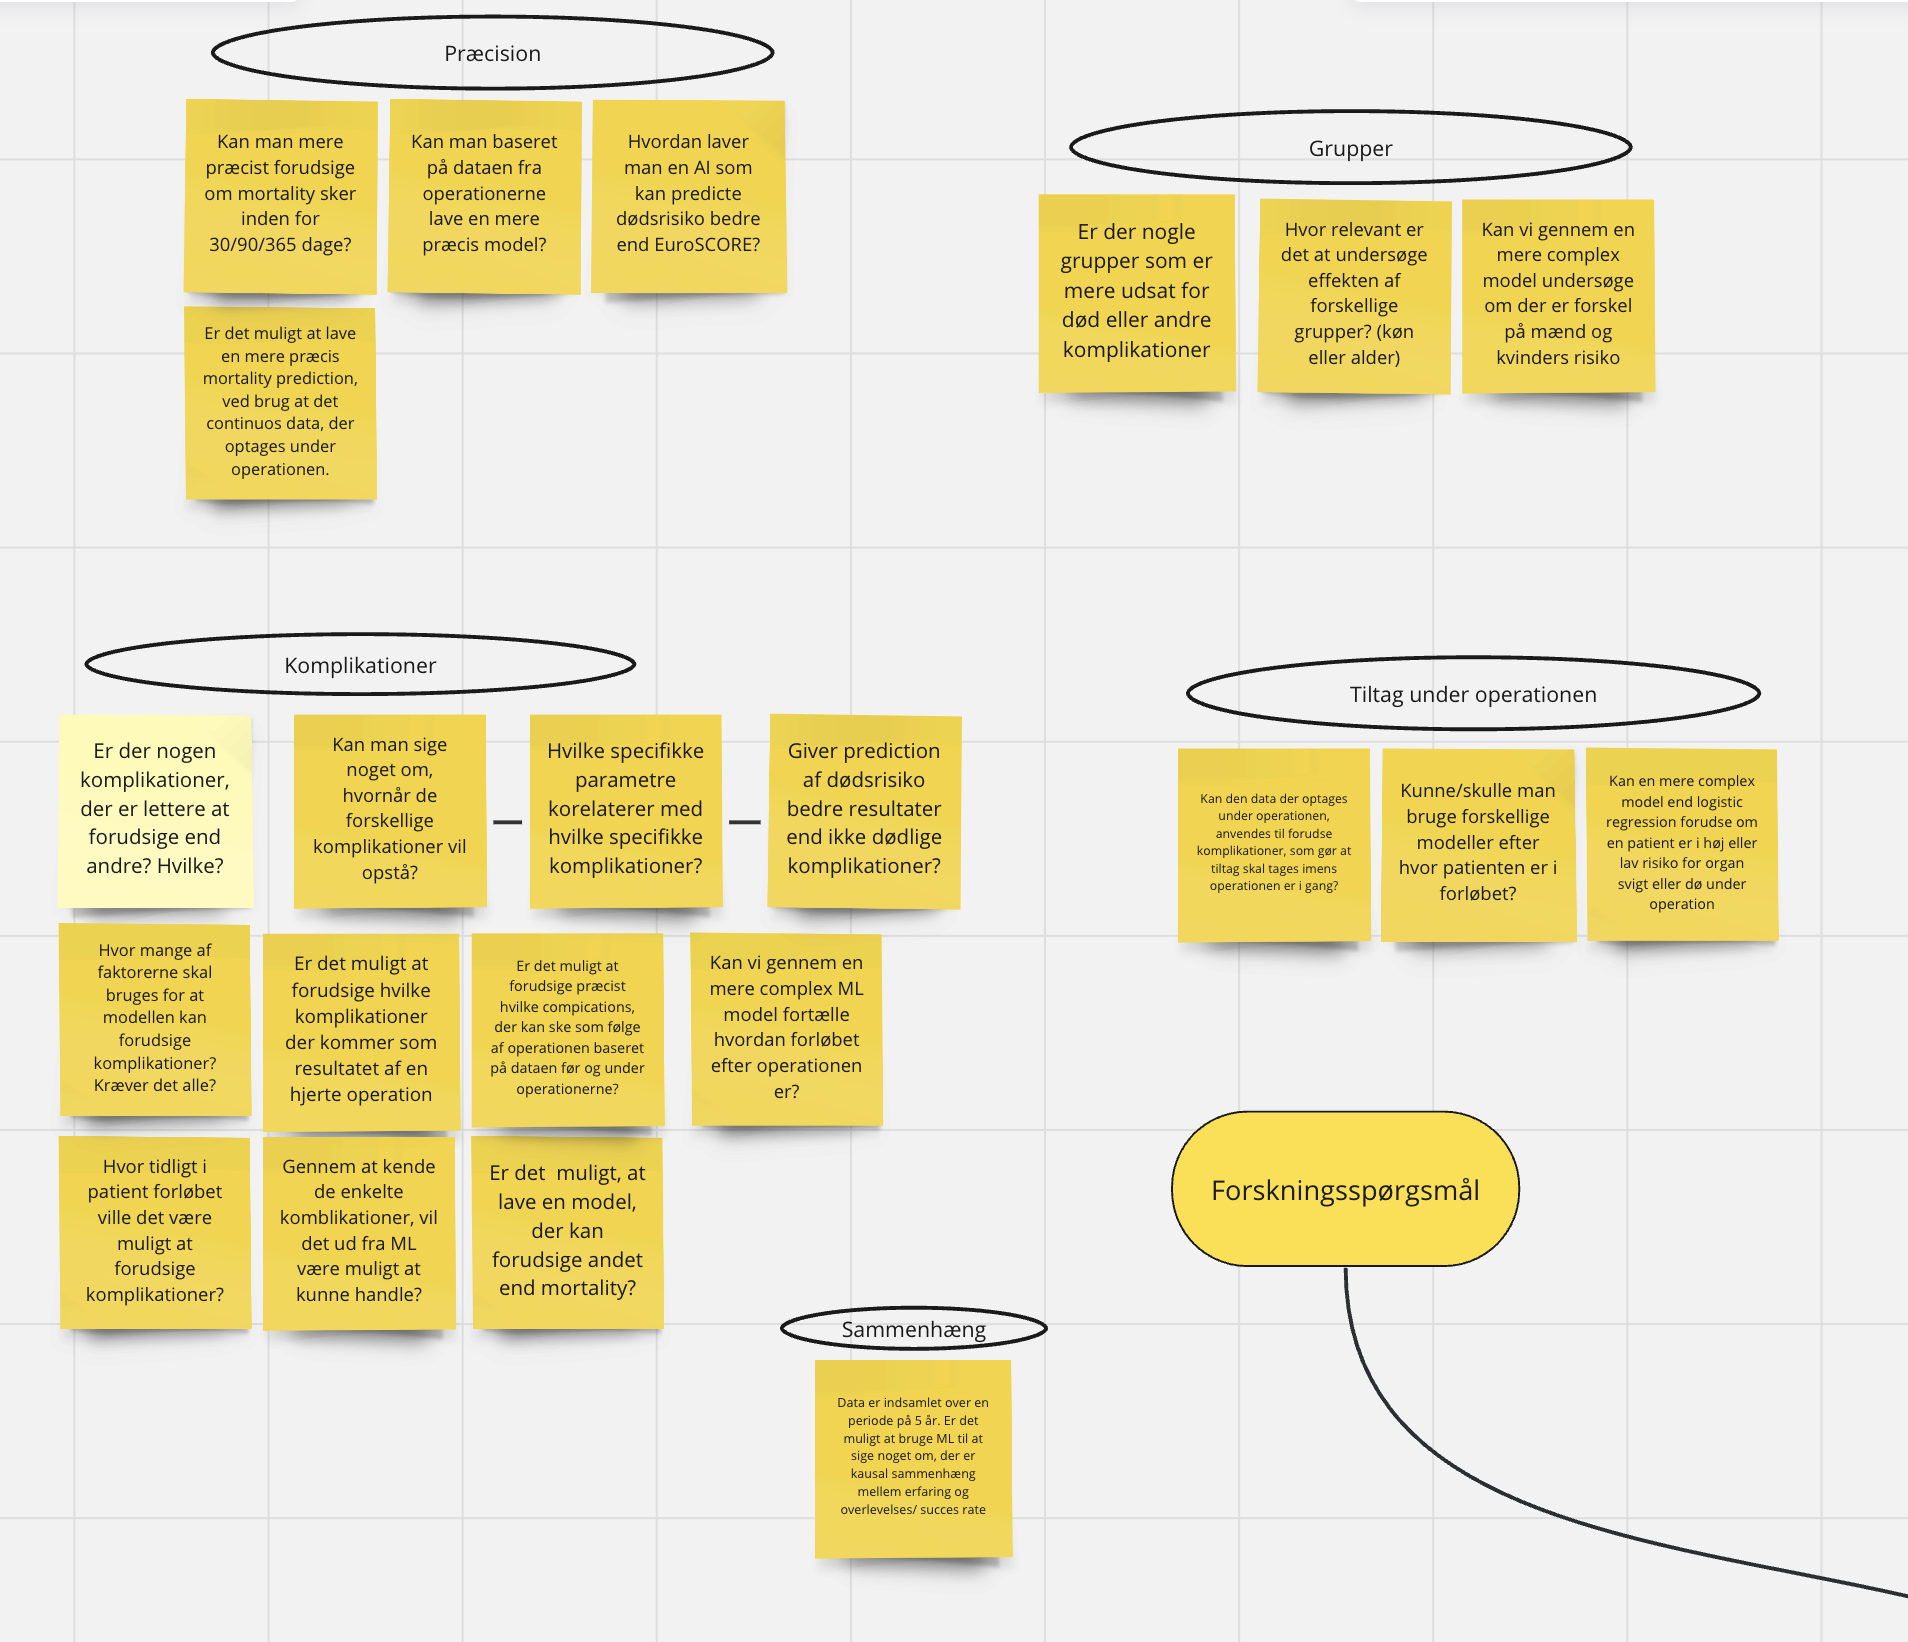 Præcision
Kan man mere
præcist forudsige
om mortality sker
inden for
30/90/365 dage?
Kan man baseret
på dataen fra
operationerne
lave en mere
præcis model?
Hvordan laver
man en AI som
kan predicte
dødsrisiko bedre
end EuroSCORE?
Er det muligt at lave
en mere præcis
mortality prediction,
ved brug at det
continuos data, der
optages under
operationen.
Grupper
Er der nogle
grupper som er
mere udsat for
død eller andre
komplikationer
Hvor relevant er
det at undersøge
effekten af
forskellige
grupper? (køn
eller alder)
Kan vi gennem en
mere complex
model undersøge
om der er forskel
på mænd og
kvinders risiko
Komplikationer
Er der nogen
komplikationer,
der er lettere at
forudsige end
andre? Hvilke?
Kan man sige
noget om,
hvornår de
forskellige
komplikationer vil
opstå?
Hvilke specifikke
parametre
korelaterer med
hvilke specifikke
komplikationer?
Giver prediction
af dødsrisiko
bedre resultater
end ikke dødlige
komplikationer?
Hvor mange af
faktorerne skal
bruges for at
modellen kan
forudsige
komplikationer?
Kræver det alle?
Er det muligt at
forudsige hvilke
komplikationer
der kommer som
resultatet af en
hjerte operation
Er det muligt at
forudsige præcist
hvilke compications,
der kan ske som følge
af operationen baseret
på dataen før og under
operationerne?
Kan vi gennem en
mere complex ML
model fortælle
hvordan forløbet
efter operationen
er?
Hvor tidligt i
patient forløbet
ville det være
muligt at
forudsige
komplikationer?
Gennem at kende
de enkelte
komblikationer, vil
det ud fra ML
være muligt at
kunne handle?
Er det  muligt, at
lave en model,
der kan
forudsige andet
end mortality?
Tiltag under operationen
Kan den data der optages
under operationen,
anvendes til forudse
komplikationer, som gør at
tiltag skal tages imens
operationen er i gang?
Kunne/skulle man
bruge forskellige
modeller efter
hvor patienten er i
forløbet?
Kan en mere complex
model end logistic
regression forudse om
en patient er i høj eller
lav risiko for organ
svigt eller dø under
operation
Forskningsspørgsmål
Sammenhæng
Data er indsamlet over en
periode på 5 år. Er det
muligt at bruge ML til at
sige noget om, der er
kausal sammenhæng
mellem erfaring og
overlevelses/ succes rate